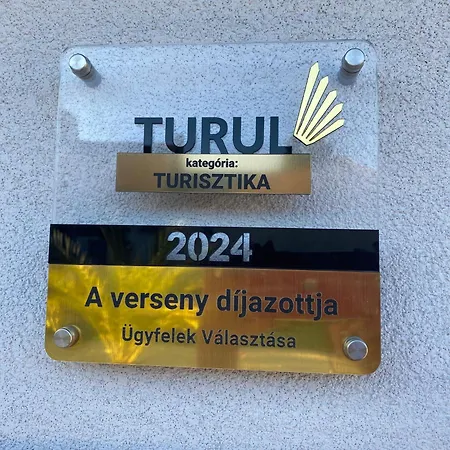 TURUL
kategória:
TURISZTIKA
2024
A verseny díjazottja
Ügyfelek Választása